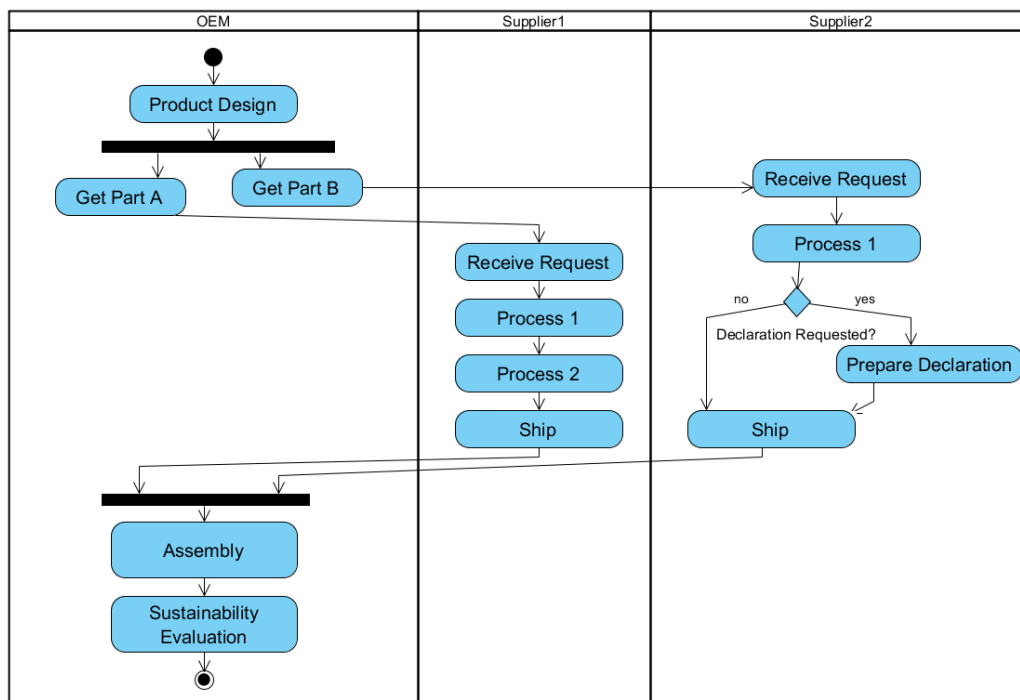 OEM
Supplier1
Supplier2
Product Design
Get Part A
Get Part B
Receive Request
Process 1
Receive Request
Process 1
Process 2
Ship
no
yes
Declaration Requested?
Prepare Declaration
Ship
Assembly
Sustainability
Evaluation